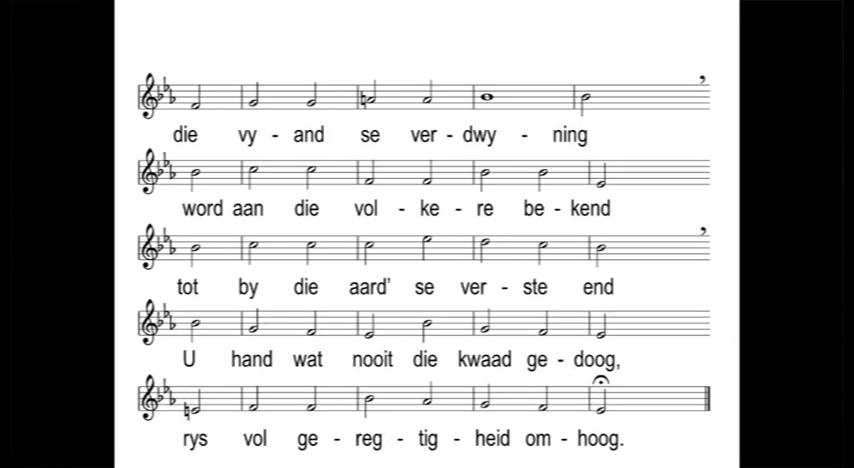 die vy - and se ver - dwy - ning
word aan die vol - ke - re be - kend
tot by die aard' se ver - ste end
U hand wat nooit die kwaad ge - doog,
rys vol ge - reg - tig - heid om - hoog.